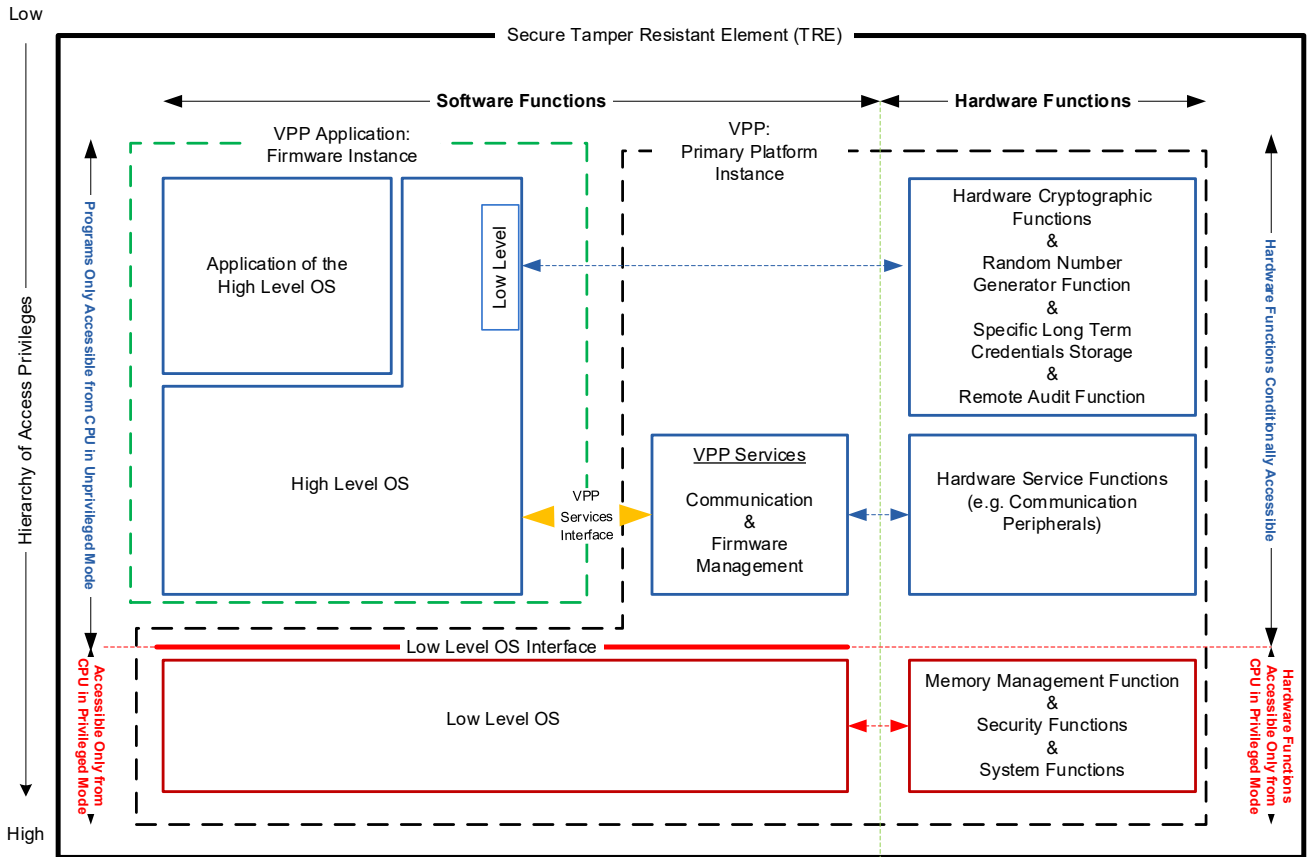 Low
Secure Tamper Resistant Element (TRE)
Software Functions
Hardware Functions
VPP Application:
Firmware Instance
VPP:
Primary Platform
Instance
Hierarchy of Access Privileges
Programs Only Accessible from CPU in Unprivileged Mode
Application of the
High Level OS
Low Level
Hardware Cryptographic
Functions
&
Random Number
Generator Function
&
Specific Long Term
Credentials Storage
&
Remote Audit Function
Hardware Functions Conditionally Accessible
High Level OS
VPP
Services
Interface
VPP Services
Communication
&
Firmware
Management
Hardware Service Functions
(e.g. Communication
Peripherals)
Low Level OS Interface
Accessible Only from
CPU in Privileged Mode
Low Level OS
Memory Management Function
&
Security Functions
&
System Functions
Hardware Functions
Accessible Only from
CPU in Privileged Mode
High